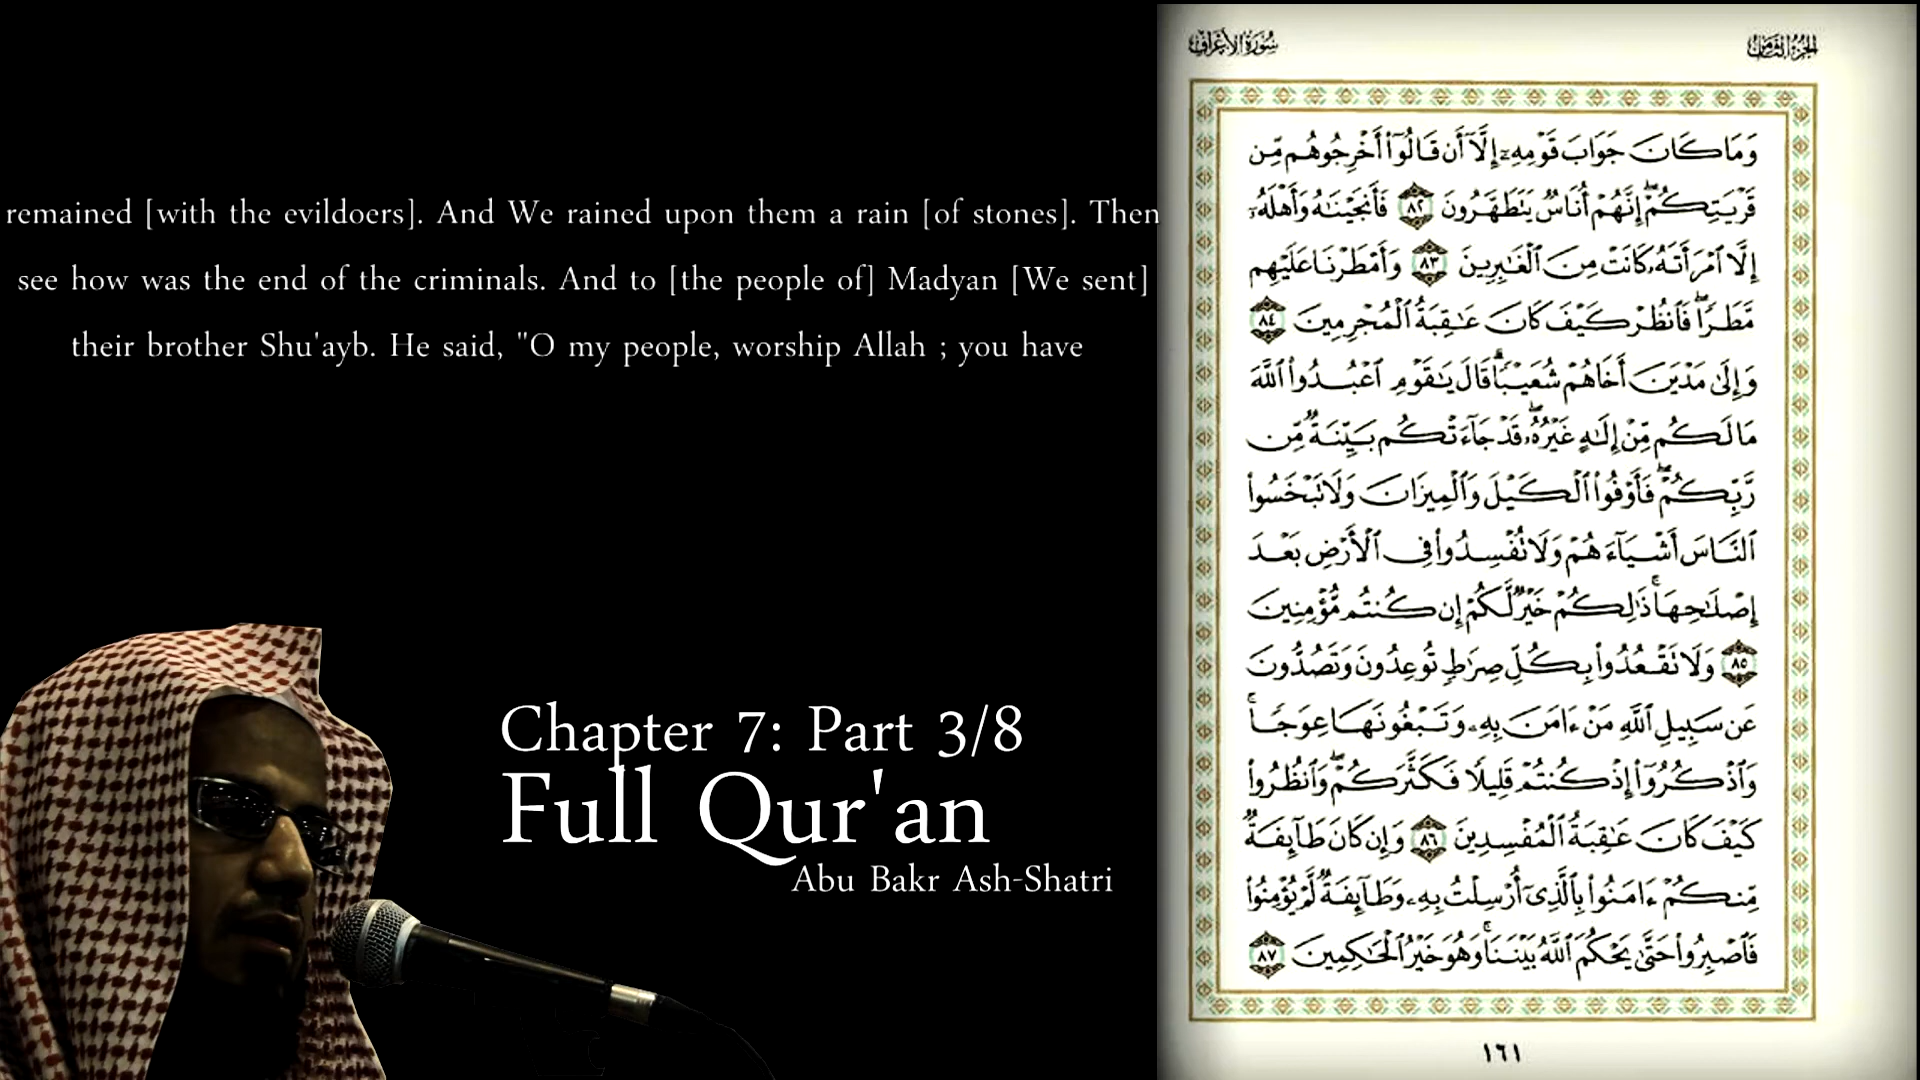 remained [with the evildoers]. And We rained upon them a rain [of stones]. Then
see how was the end of the criminals. And to [the people of] Madyan [We sent]
their brother Shu'ayb. He said, "O my people, worship Allah ; you have
Chapter 7: Part 3/8
Full Qur'an
Abu Bakr Ash-Shatri
الجزء الثامن
سورة الأعراف
وَمَا كَانَ جَوَابَ قَوْمِهِۦٓ إِلَّآ أَن قَالُوٓا۟ أَخْرِجُوهُم مِّن
قَرْيَتِكُمْ ۖ إِنَّهُمْ أُنَاسٌ يَتَطَهَّرُونَ ٨٢ فَأَنجَيْنَٰهُ وَأَهْلَهُۥٓ
إِلَّا ٱمْرَأَتَهُۥ كَانَتْ مِنَ ٱلْغَٰبِرِينَ ٨٣ وَأَمْطَرْنَا عَلَيْهِم
مَّطَرًا ۖ فَٱنظُرْ كَيْفَ كَانَ عَٰقِبَةُ ٱلْمُجْرِمِينَ ٨٤
وَإِلَىٰ مَدْيَنَ أَخَاهُمْ شُعَيْبًا ۗ قَالَ يَٰقَوْمِ ٱعْبُدُوا۟ ٱللَّهَ
مَا لَكُم مِّنْ إِلَٰهٍ غَيْرُهُۥ ۖ قَدْ جَآءَتْكُم بَيِّنَةٌ مِّن
رَّبِّكُمْ ۖ فَأَوْفُوا۟ ٱلْكَيْلَ وَٱلْمِيزَانَ وَلَا تَبْخَسُوا۟
ٱلنَّاسَ أَشْيَآءَهُمْ وَلَا تُفْسِدُوا۟ فِى ٱلْأَرْضِ بَعْدَ
إِصْلَٰحِهَا ۚ ذَٰلِكُمْ خَيْرٌ لَّكُمْ إِن كُنتُم مُّؤْمِنِينَ
٨٥ وَلَا تَقْعُدُوا۟ بِكُلِّ صِرَٰطٍ تُوعِدُونَ وَتَصُدُّونَ
عَن سَبِيلِ ٱللَّهِ مَنْ ءَامَنَ بِهِۦ وَتَبْغُونَهَا عِوَجًا ۚ
وَٱذْكُرُوٓا۟ إِذْ كُنتُمْ قَلِيلًا فَكَثَّرَكُمْ ۖ وَٱنظُرُوا۟
كَيْفَ كَانَ عَٰقِبَةُ ٱلْمُفْسِدِينَ ٨٦ وَإِن كَانَ طَآئِفَةٌ
مِّنكُمْ ءَامَنُوا۟ بِٱلَّذِىٓ أُرْسِلْتُ بِهِۦ وَطَآئِفَةٌ لَّمْ يُؤْمِنُوا۟
فَٱصْبِرُوا۟ حَتَّىٰ يَحْكُمَ ٱللَّهُ بَيْنَنَا ۚ وَهُوَ خَيْرُ ٱلْحَٰكِمِينَ ٨٧
١٦١